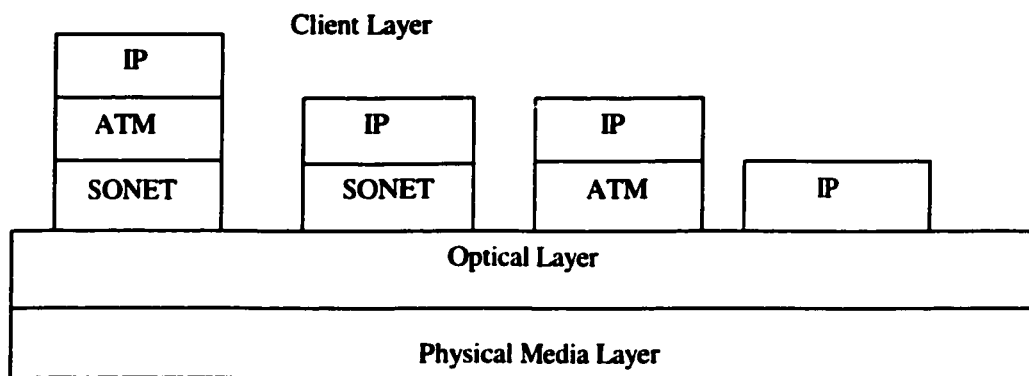 Client Layer
IP
ATM
SONET
IP
SONET
IP
ATM
IP
Optical Layer
Physical Media Layer